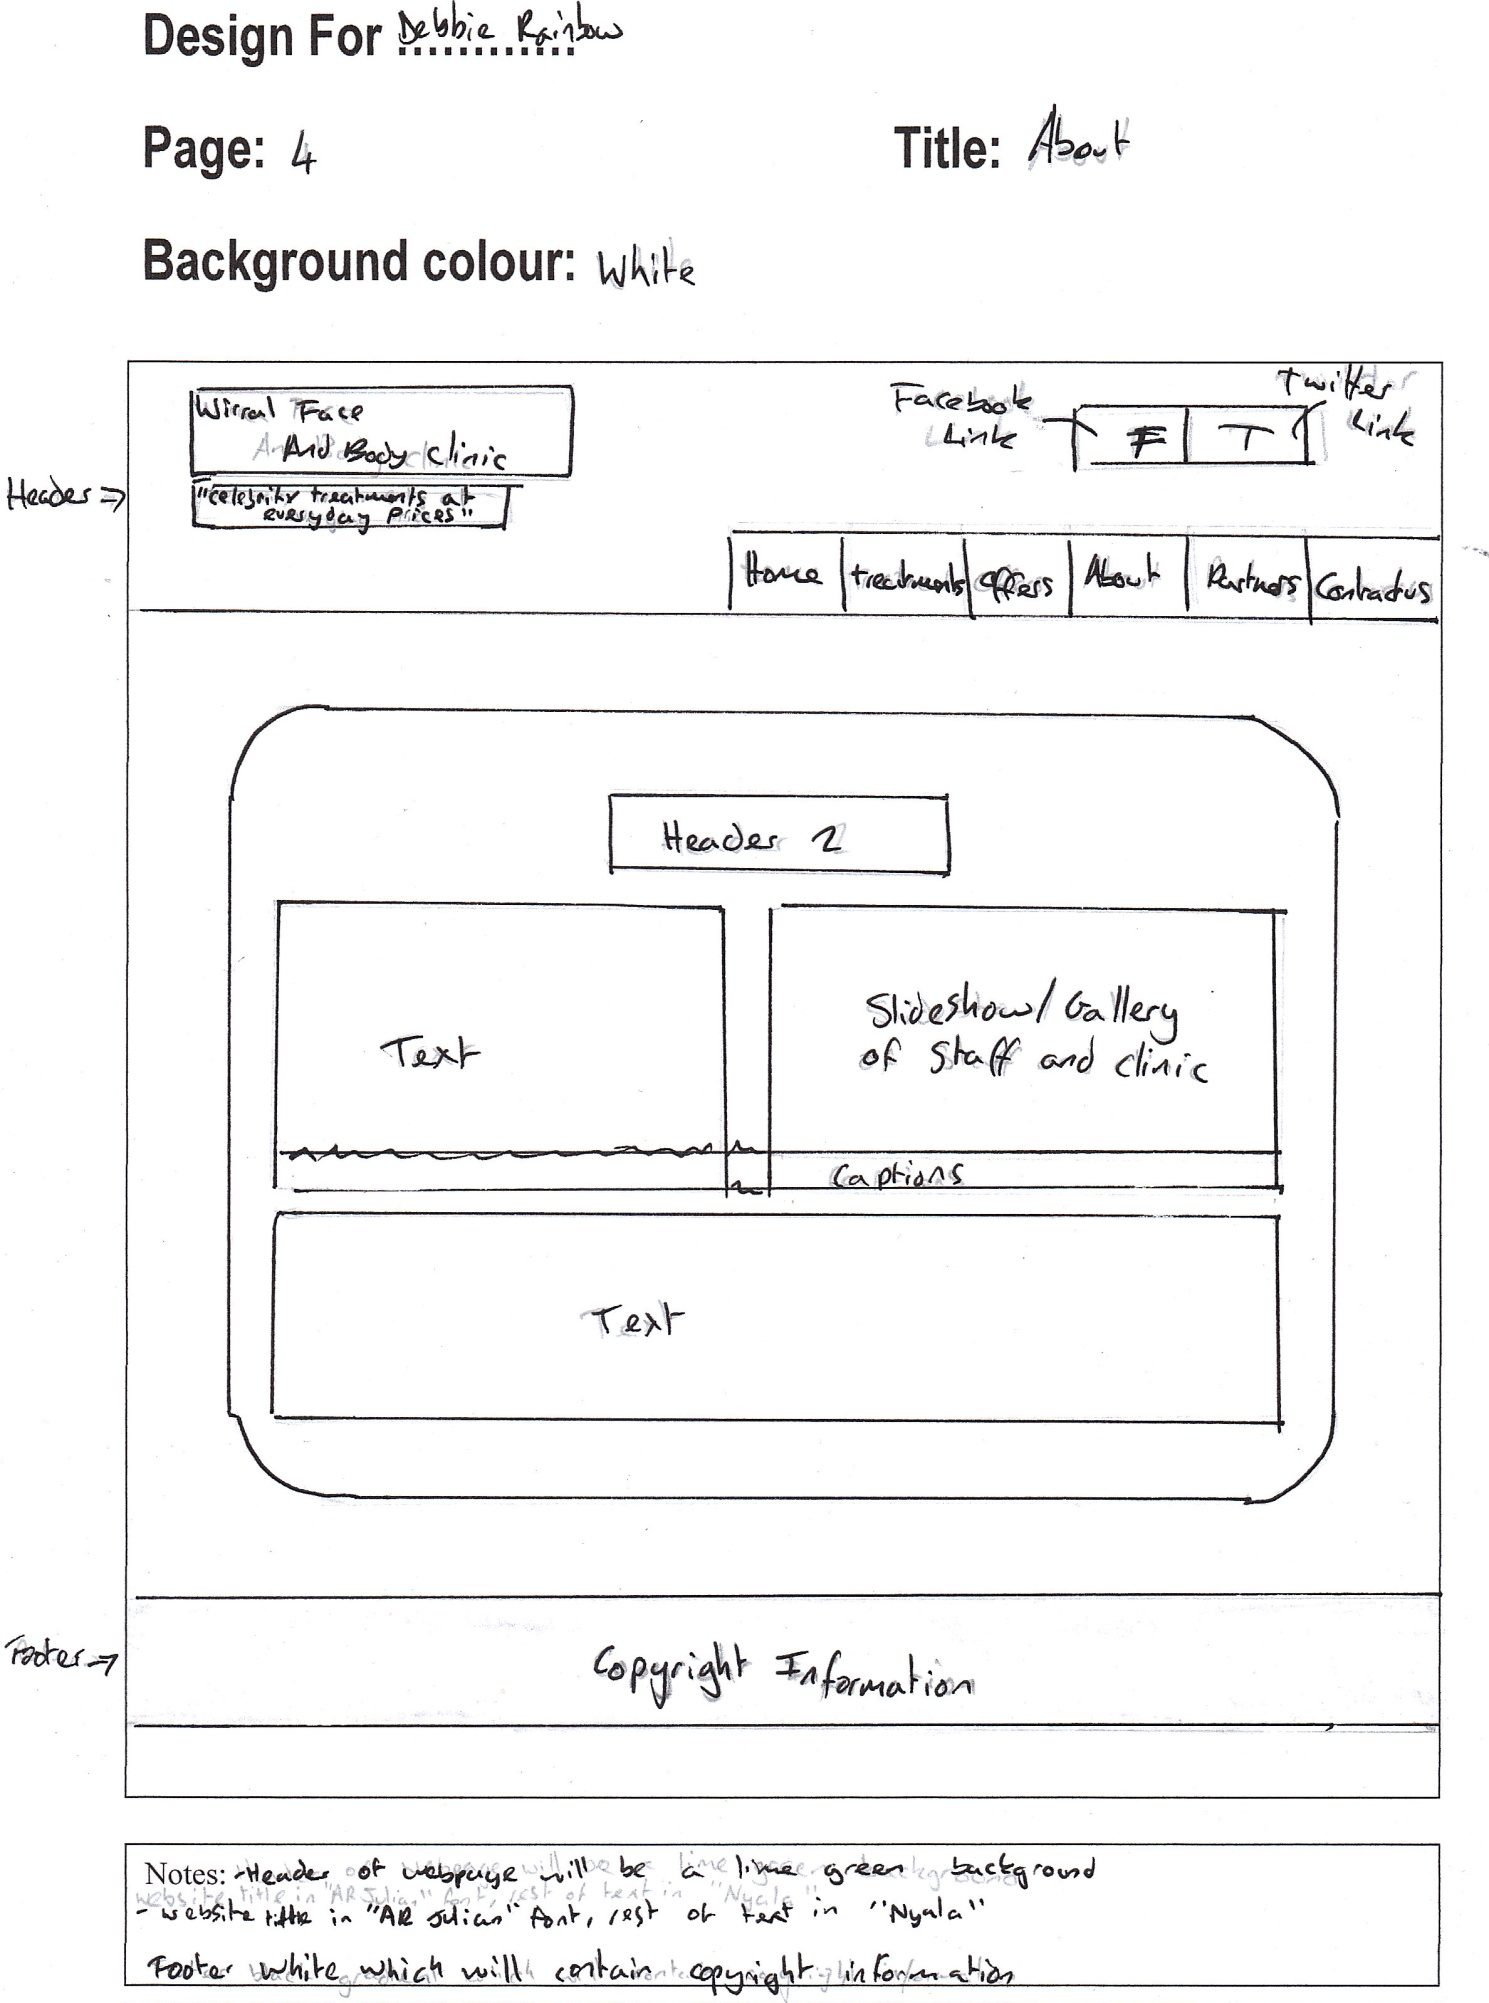 Design For Debbie Rainbow
Page: 4
Title: About
Background colour: White
Wirral Face
And Body Clinic
"celebrity treatments at
everyday prices"
Header
Facebook
Link
F
T
Twitter
Link
Home
treatments
offers
About
Partners
Contactus
Header 2
Text
Slideshow/Gallery
of Staff and clinic
Captions
Text
Footer
Copyright Information
Notes: -Header of webpage will be a lime green background
- website title in "AR Julian" font, rest of text in "Nyala"
Footer white which will contain copyright information